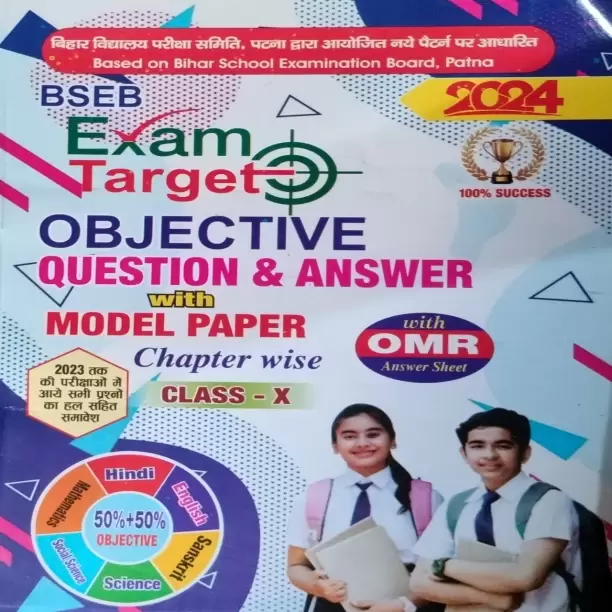 बिहार विद्यालय परीक्षा समिति, पटना द्वारा आयोजित नये पैटर्न पर आधारित
Based on Bihar School Examination Board, Patna
BSEB
2024
Exam
Target
100% SUCCESS
OBJECTIVE
QUESTION & ANSWER
with
MODEL PAPER
with
OMR
Answer Sheet
Chapter wise
CLASS - X
2023 तक
की परीक्षाओं में
आये सभी प्रश्नों
का हल सहित
समावेश
Hindi
English
Sanskrit
Science
Social Science
Mathematics
50%+50%
OBJECTIVE